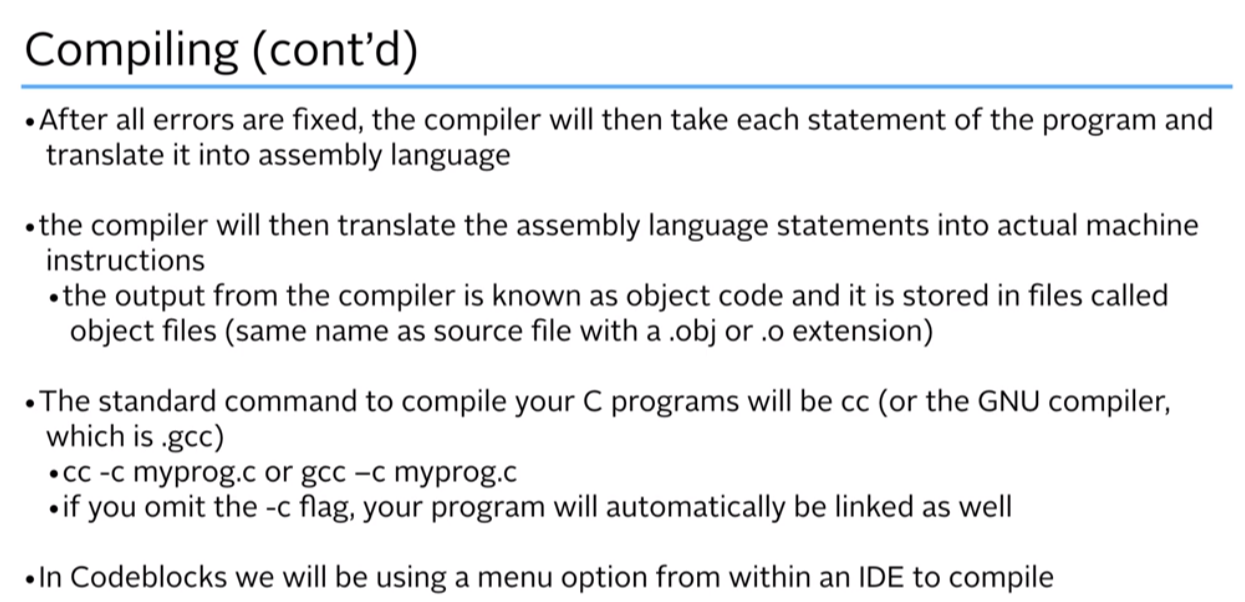 Compiling (cont’d)
•After all errors are fixed, the compiler will then take each statement of the program and
translate it into assembly language
•the compiler will then translate the assembly language statements into actual machine
instructions
•the output from the compiler is known as object code and it is stored in files called
object files (same name as source file with a .obj or .o extension)
•The standard command to compile your C programs will be cc (or the GNU compiler,
which is .gcc)
•cc -c myprog.c or gcc –c myprog.c
•if you omit the -c flag, your program will automatically be linked as well
•In Codeblocks we will be using a menu option from within an IDE to compile